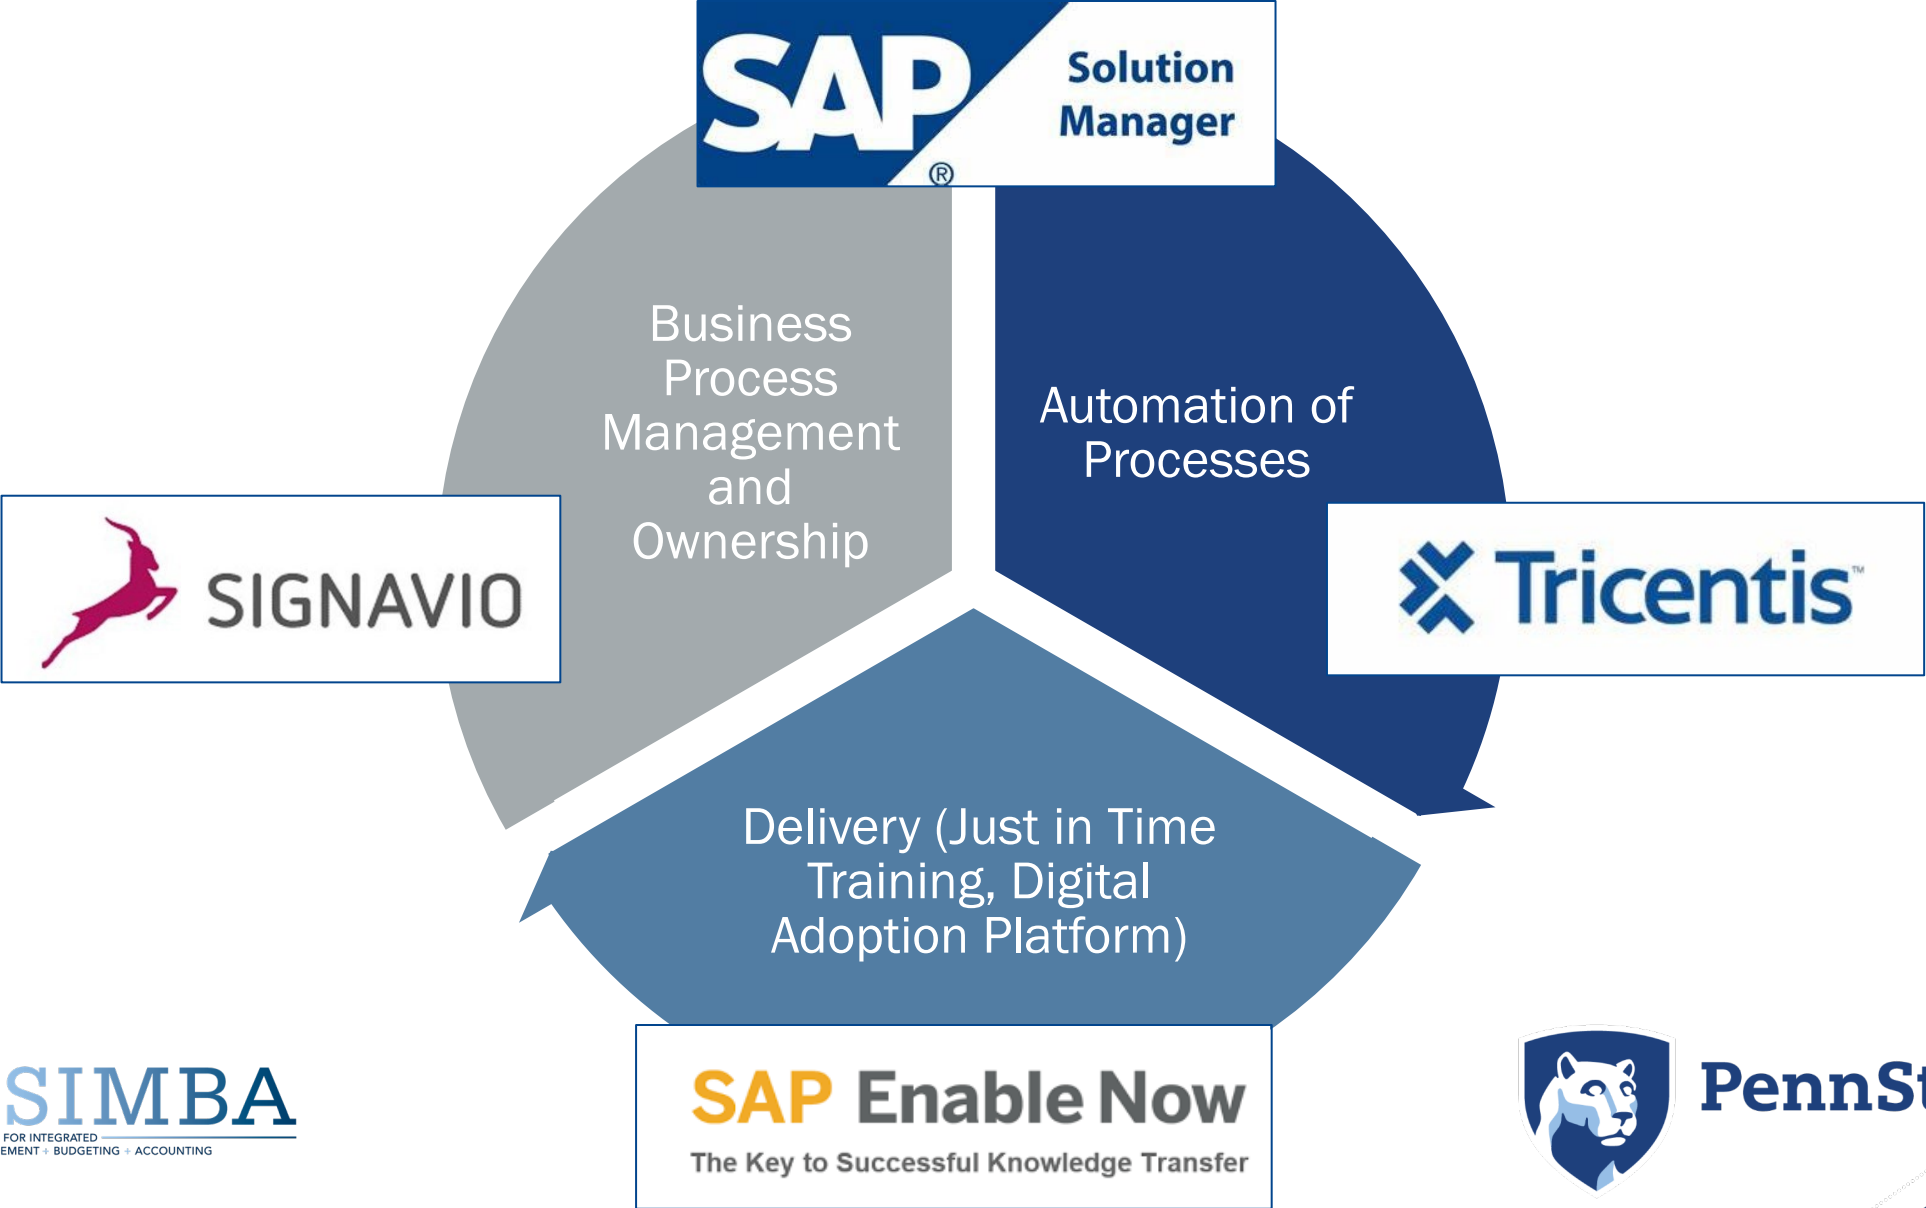 SAP
®
Solution
Manager
Business
Process
Management
and
Ownership
Automation of
Processes
SIGNAVIO
Tricentis™
Delivery (Just in Time
Training, Digital
Adoption Platform)
SIMBA
FOR INTEGRATED
EMENT + BUDGETING + ACCOUNTING
SAP Enable Now
The Key to Successful Knowledge Transfer
PennSt